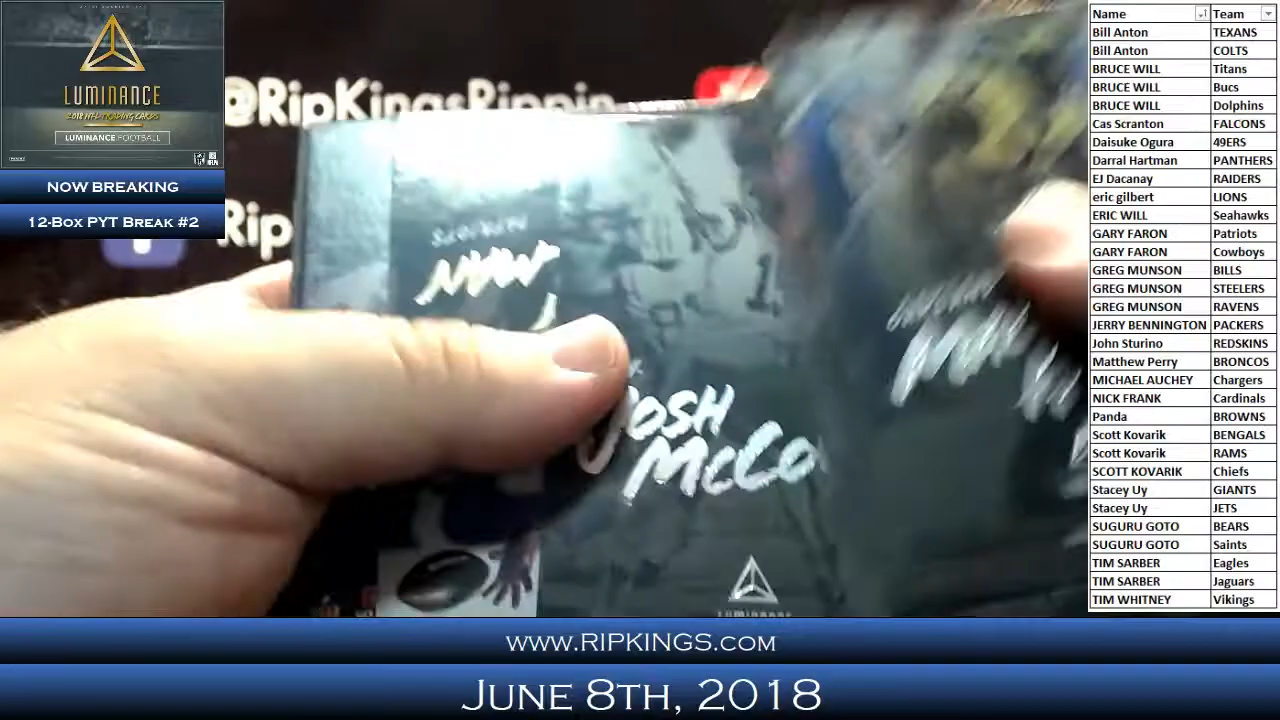 LUMINANCE
2018 NFL TRADING CARDS
LUMINANCE FOOTBALL
NOW BREAKING
12-Box PYT Break #2
@RipKingsRippin
Rip
JOSH
McCo
LUMINANCE
Name Team
Bill Anton TEXANS
Bill Anton COLTS
BRUCE WILL Titans
BRUCE WILL Bucs
BRUCE WILL Dolphins
Cas Scranton FALCONS
Daisuke Ogura 49ERS
Darral Hartman PANTHERS
EJ Dacanay RAIDERS
eric gilbert LIONS
ERIC WILL Seahawks
GARY FARON Patriots
GARY FARON Cowboys
GREG MUNSON BILLS
GREG MUNSON STEELERS
GREG MUNSON RAVENS
JERRY BENNINGTON PACKERS
John Sturino REDSKINS
Matthew Perry BRONCOS
MICHAEL AUCHEY Chargers
NICK FRANK Cardinals
Panda BROWNS
Scott Kovarik BENGALS
Scott Kovarik RAMS
SCOTT KOVARIK Chiefs
Stacey Uy GIANTS
Stacey Uy JETS
SUGURU GOTO BEARS
SUGURU GOTO Saints
TIM SARBER Eagles
TIM SARBER Jaguars
TIM WHITNEY Vikings
www.RIPKINGS.com
June 8th, 2018